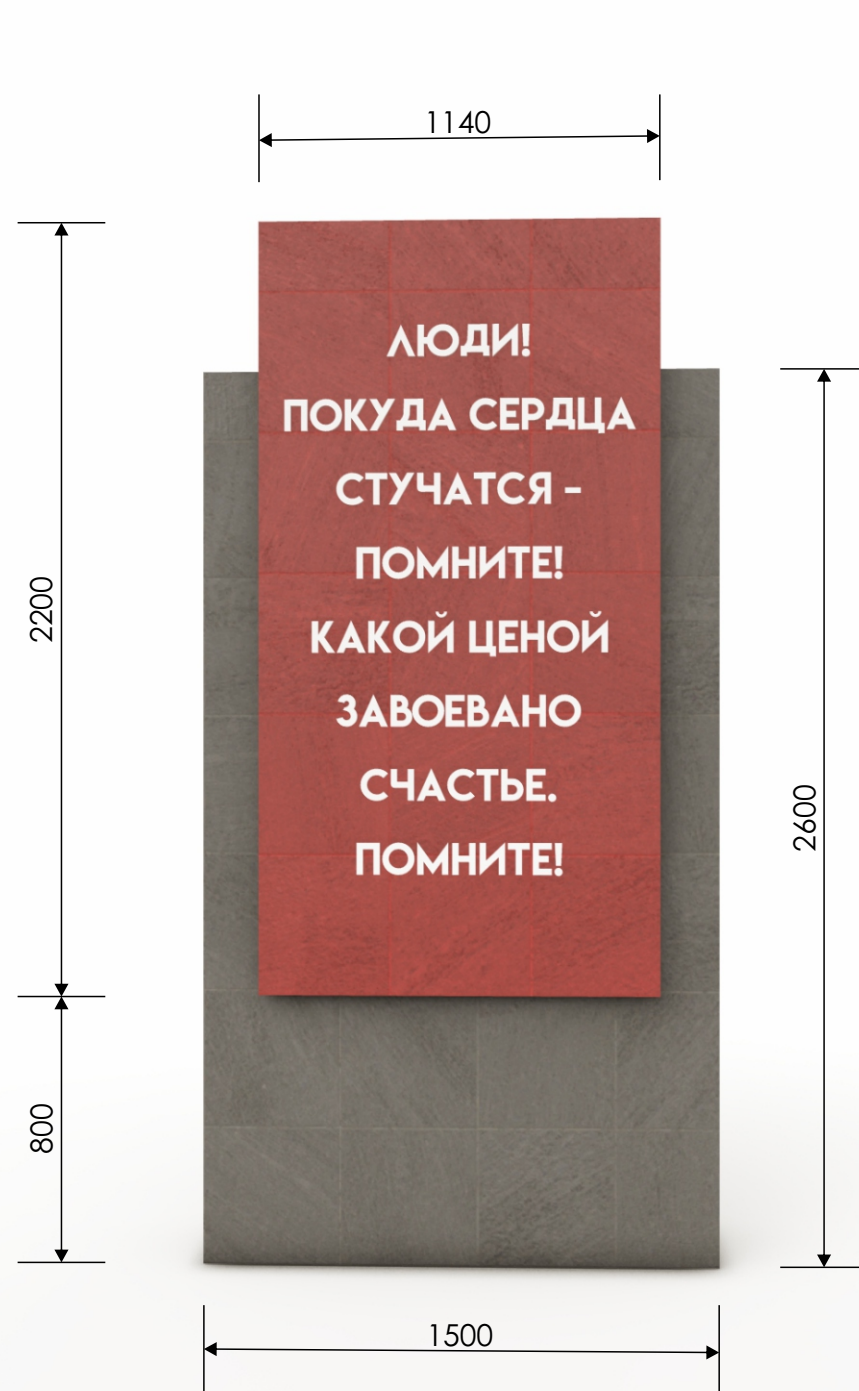 1140
ЛЮДИ!
ПОКУДА СЕРДЦА
СТУЧАТСЯ -
ПОМНИТЕ!
КАКОЙ ЦЕНОЙ
ЗАВОЕВАНО
СЧАСТЬЕ.
ПОМНИТЕ!
2200
2600
800
1500